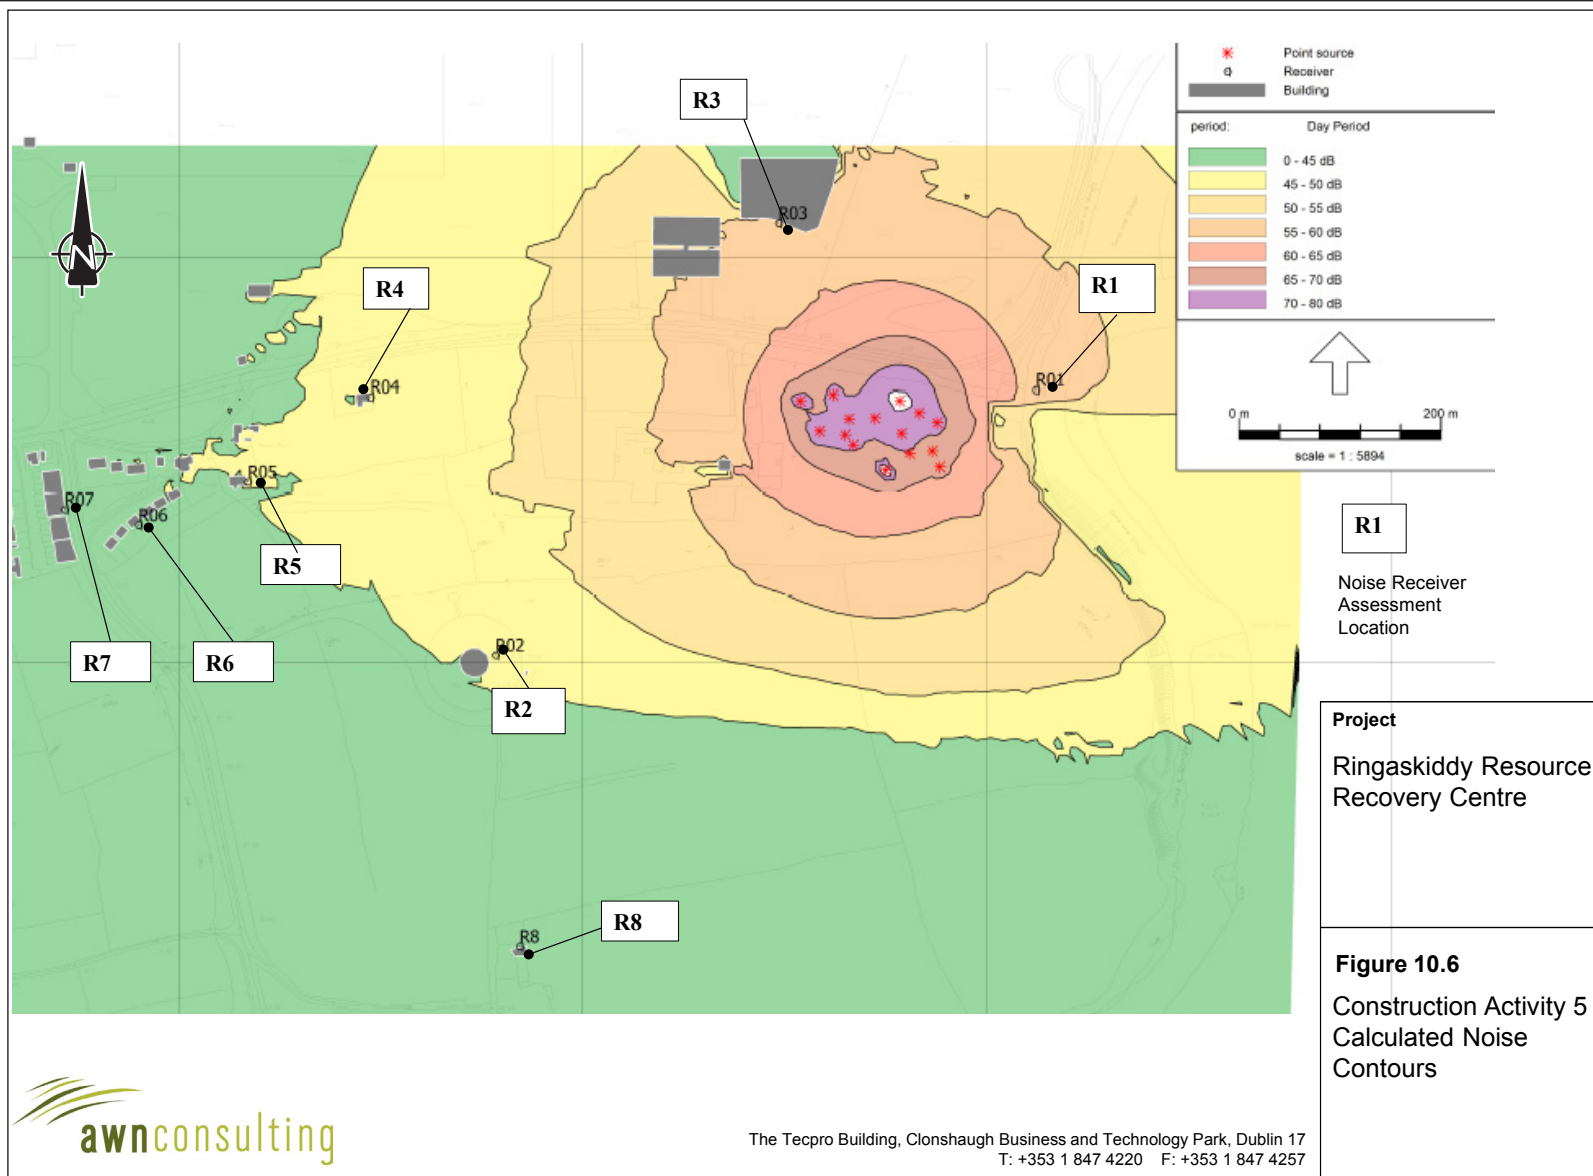 Point source
Receiver
Building
period: Day Period
0 - 45 dB
45 - 50 dB
50 - 55 dB
55 - 60 dB
60 - 65 dB
65 - 70 dB
70 - 80 dB
0 m 200 m
scale = 1 : 5894
R3
R03
N
R4
R04
R1
R01
R05
R07
R06
R5
R7
R6
R02
R2
R8
R8
R1
Noise Receiver
Assessment
Location
Project
Ringaskiddy Resource
Recovery Centre
Figure 10.6
Construction Activity 5
Calculated Noise
Contours
awnconsulting
The Tecpro Building, Clonshaugh Business and Technology Park, Dublin 17
T: +353 1 847 4220 F: +353 1 847 4257